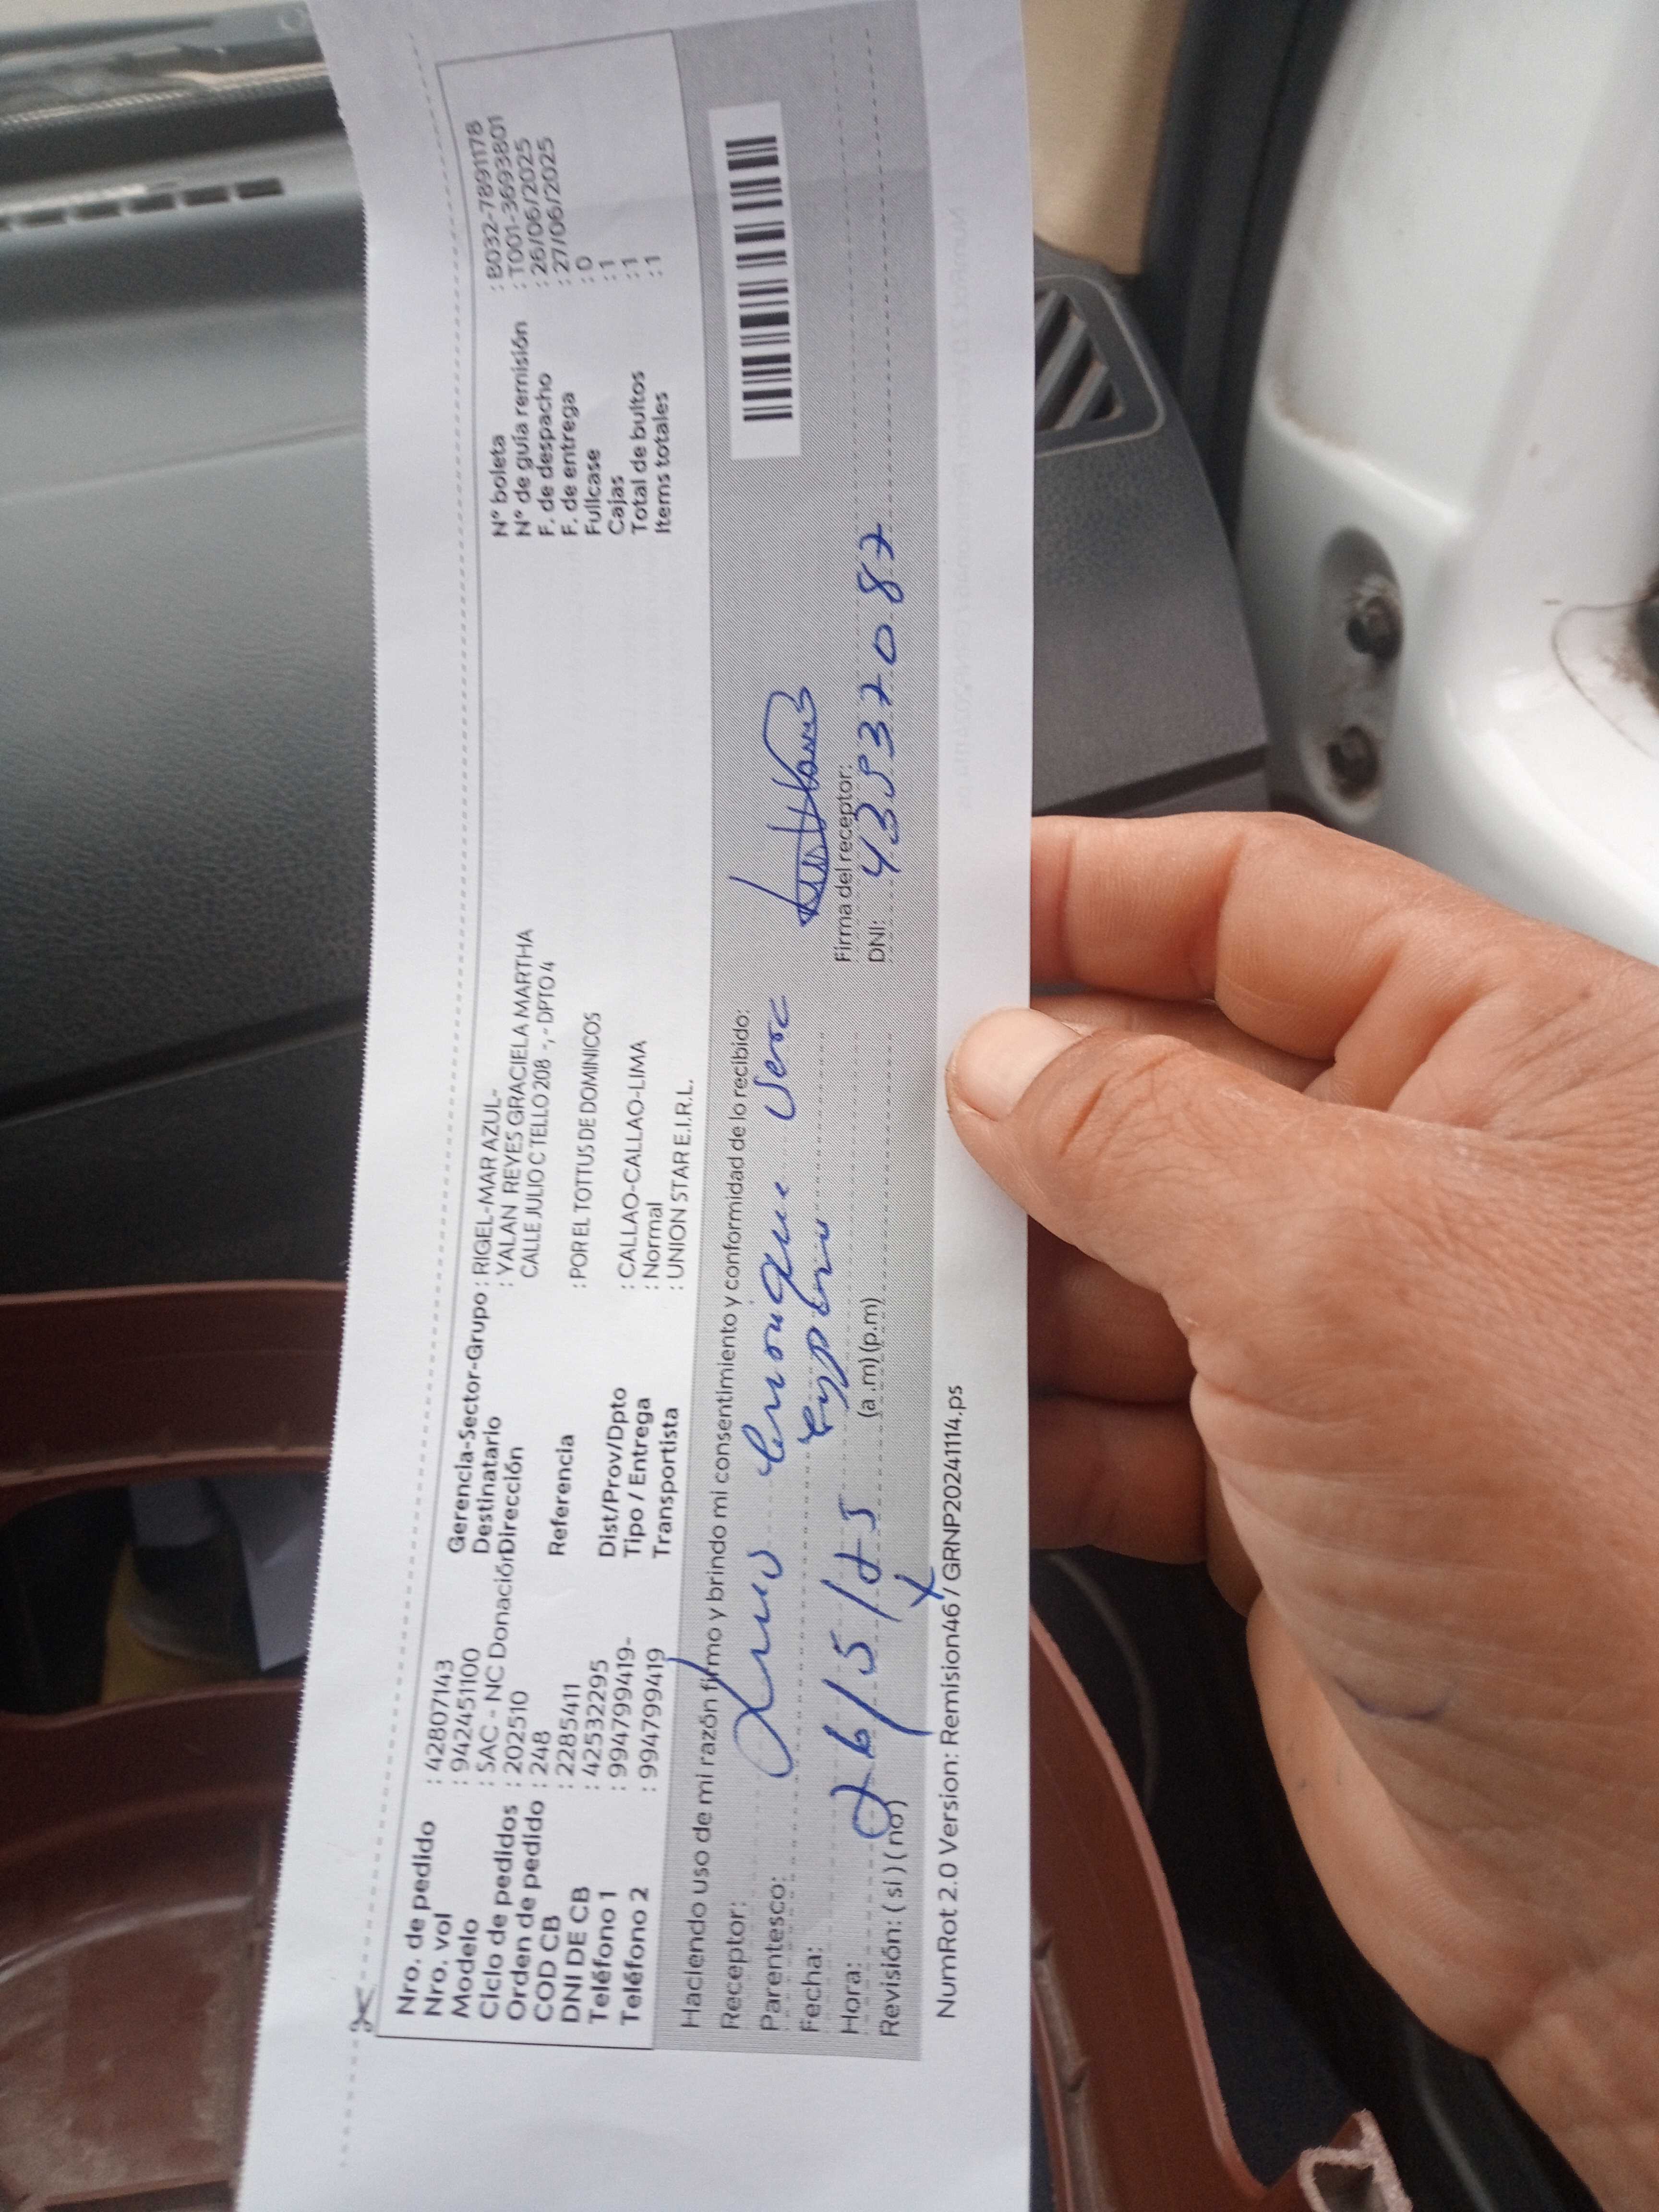 Nro. de pedido : 42807143
Nro. vol : 9424451100
Modelo : SAC - NC Donación
Ciclo de pedidos : 202510
Orden de pedido : 248
COD CB : 2285411
DNI DE CB : 42532295
Teléfono 1 : 994799419-
Teléfono 2 : 994799419
Gerencia-Sector-Grupo : RIGEL-MAR AZUL-
Destinatario : YALAN REYES GRACIELA MARTHA
Dirección CALLE JULIO C TELLO 208 -, - DPTO 4
Referencia : POR EL TOTTUS DE DOMINICOS
Dist/Prov/Dpto : CALLAO-CALLAO-LIMA
Tipo / Entrega : Normal
Transportista : UNION STAR E.I.R.L.
N° boleta : B032-7891178
N° de guía remisión : T001-3693801
F. de despacho : 26/06/2025
F. de entrega : 27/06/2025
Fullcase : 0
Cajas : 1
Total de bultos : 1
Items totales : 1
Haciendo uso de mi razón firmo y brindo mi consentimiento y conformidad de lo recibido:
Receptor:
Parentesco:
Fecha: 26/5/25
Hora: (a .m) (p.m)
Revisión: ( si ) ( no )
Firma del receptor:
DNI: 43537087
NumRot 2.0 Version: Remision46 / GRNP20241114.ps